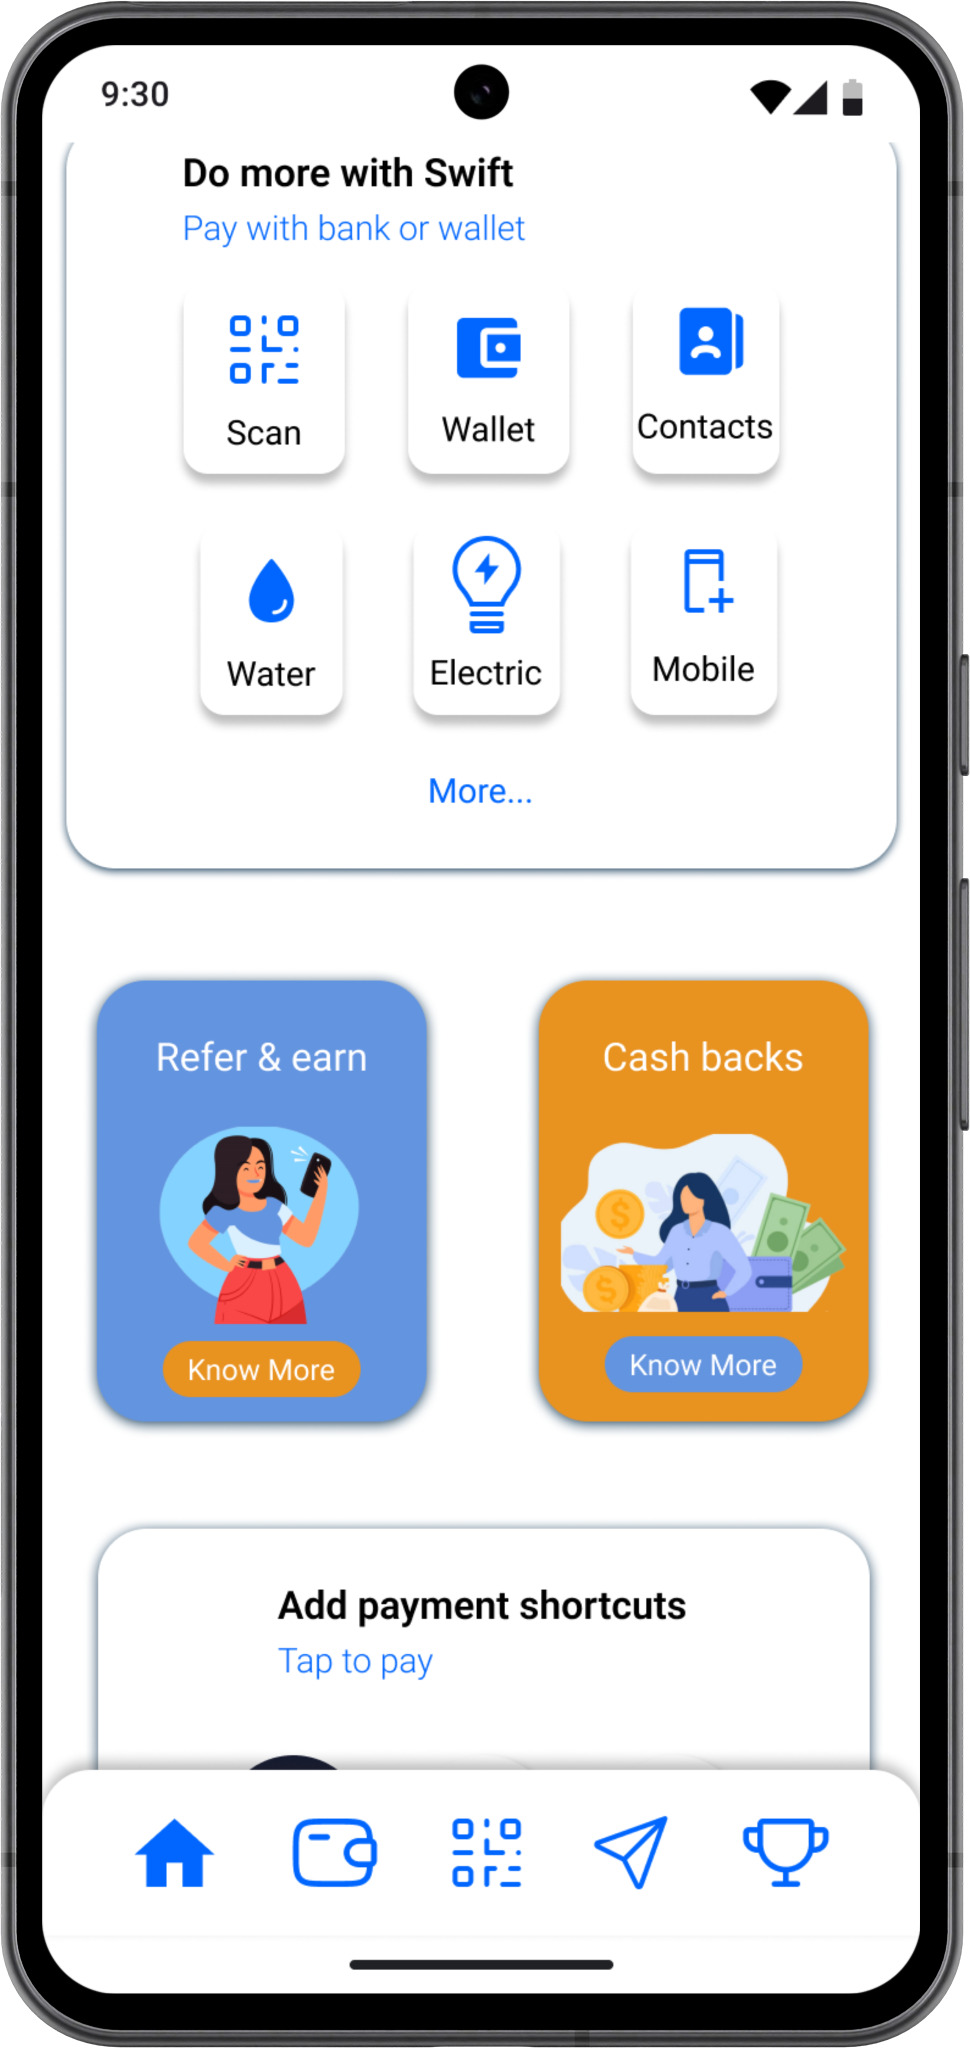 9:30
Do more with Swift
Pay with bank or wallet
Scan
Wallet
Contacts
Water
Electric
Mobile
More...
Refer & earn
Cash backs
Know More
Know More
Add payment shortcuts
Tap to pay